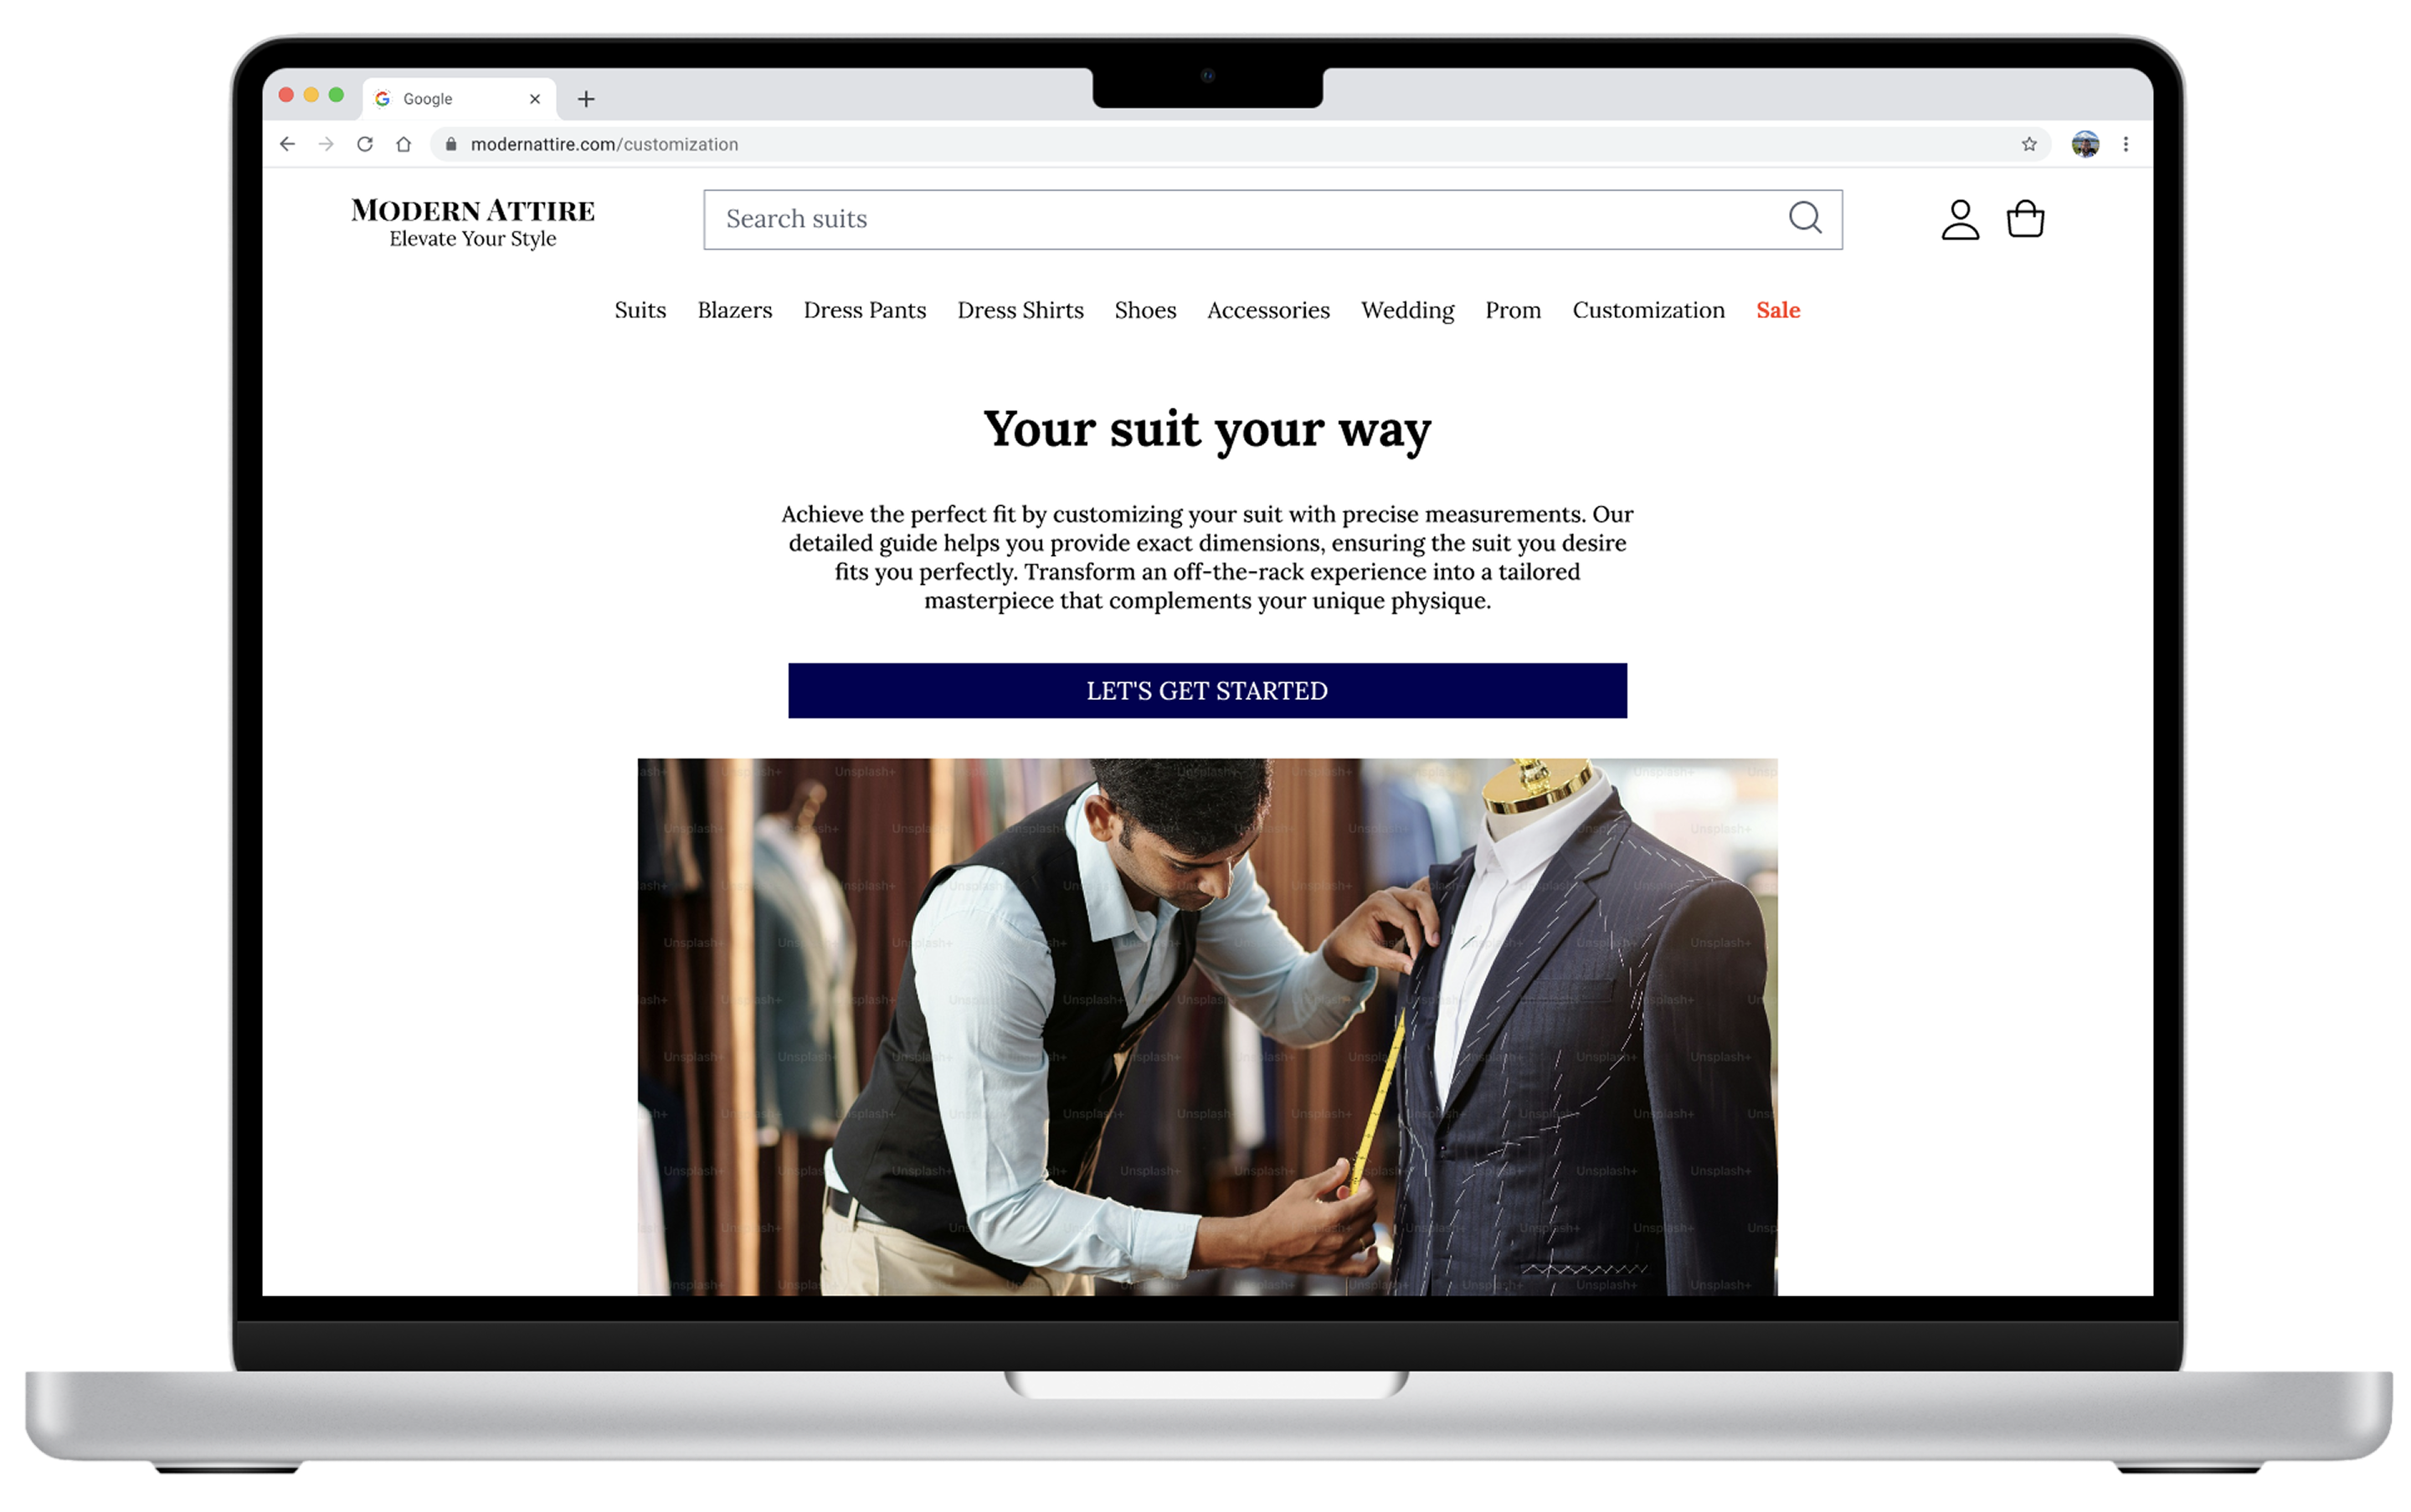 Google
modernattire.com/customization
MODERN ATTIRE
Elevate Your Style
Search suits
Suits Blazers Dress Pants Dress Shirts Shoes Accessories Wedding Prom Customization Sale
Your suit your way
Achieve the perfect fit by customizing your suit with precise measurements. Our
detailed guide helps you provide exact dimensions, ensuring the suit you desire
fits you perfectly. Transform an off-the-rack experience into a tailored
masterpiece that complements your unique physique.
LET'S GET STARTED
Unsplash+